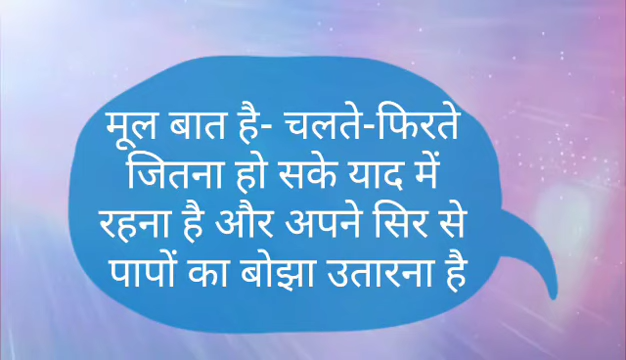 मूल बात है- चलते-फिरते
जितना हो सके याद में
रहना है और अपने सिर से
पापों का बोझा उतारना है